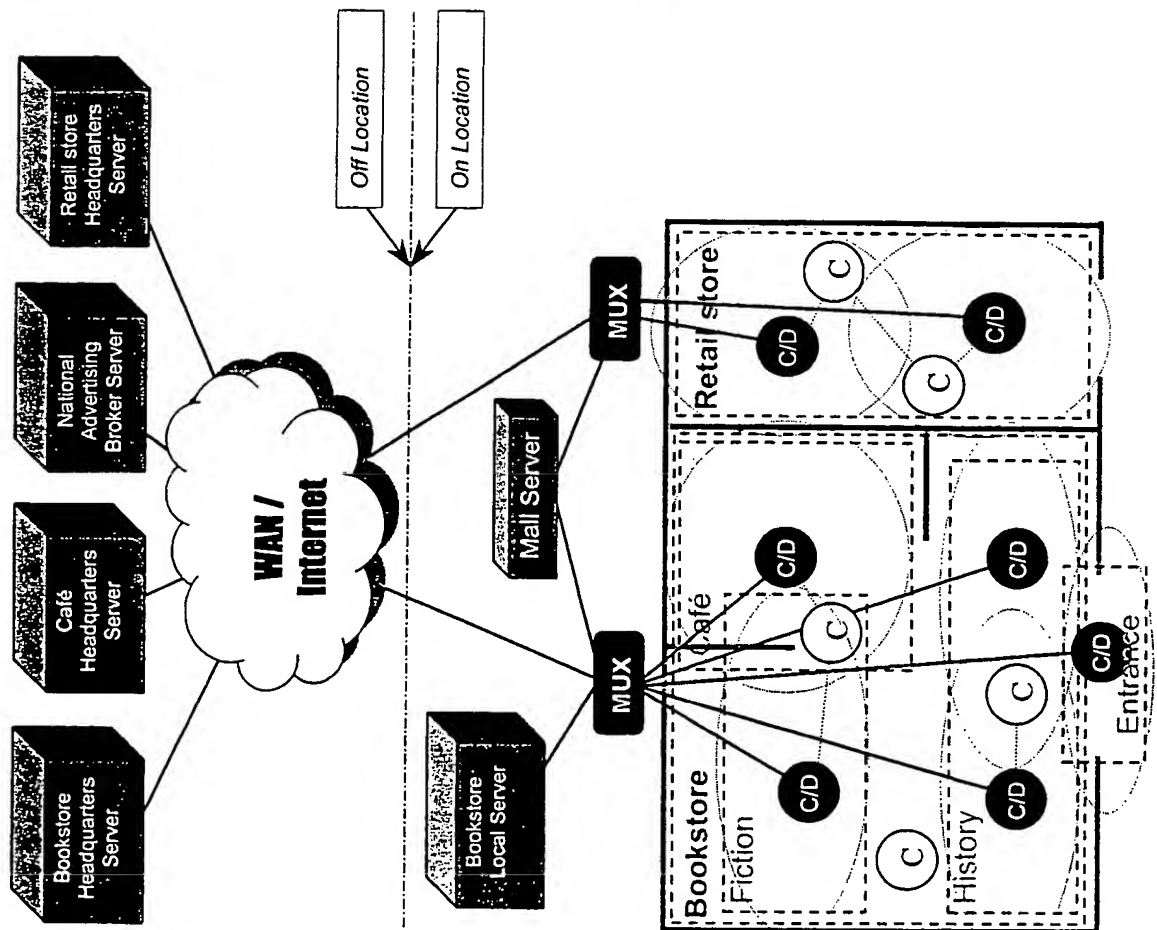 Bookstore
Headquarters
Server
Café
Headquarters
Server
National
Advertising
Broker Server
Retail store
Headquarters
Server
WAN /
Internet
Off Location
On Location
Bookstore
Local Server
Mall Server
MUX
MUX
Bookstore
Fiction
Café
Retail store
C/D
C/D
C/D
C
C
C
C/D
C/D
C/D
C/D
C
C
History
Entrance